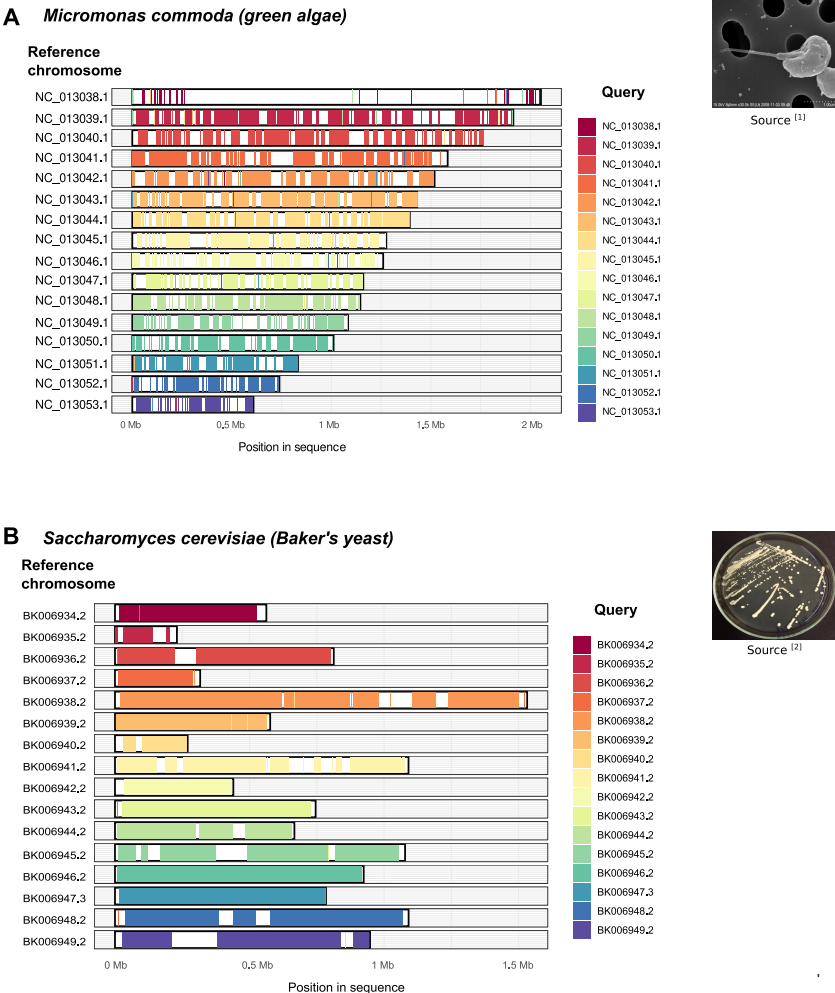 A Micromonas commoda (green algae)
Reference
chromosome
NC_013038.1
NC_013039.1
NC_013040.1
NC_013041.1
NC_013042.1
NC_013043.1
NC_013044.1
NC_013045.1
NC_013046.1
NC_013047.1
NC_013048.1
NC_013049.1
NC_013050.1
NC_013051.1
NC_013052.1
NC_013053.1
0 Mb 0.5 Mb 1 Mb 1.5 Mb 2 Mb
Position in sequence
Query
NC_013038.1
NC_013039.1
NC_013040.1
NC_013041.1
NC_013042.1
NC_013043.1
NC_013044.1
NC_013045.1
NC_013046.1
NC_013047.1
NC_013048.1
NC_013049.1
NC_013050.1
NC_013051.1
NC_013052.1
NC_013053.1
Source [1]
B Saccharomyces cerevisiae (Baker's yeast)
Reference
chromosome
BK006934.2
BK006935.2
BK006936.2
BK006937.2
BK006938.2
BK006939.2
BK006940.2
BK006941.2
BK006942.2
BK006943.2
BK006944.2
BK006945.2
BK006946.2
BK006947.3
BK006948.2
BK006949.2
0 Mb 0.5 Mb 1 Mb 1.5 Mb
Position in sequence
Query
BK006934.2
BK006935.2
BK006936.2
BK006937.2
BK006938.2
BK006939.2
BK006940.2
BK006941.2
BK006942.2
BK006943.2
BK006944.2
BK006945.2
BK006946.2
BK006947.3
BK006948.2
BK006949.2
Source [2]